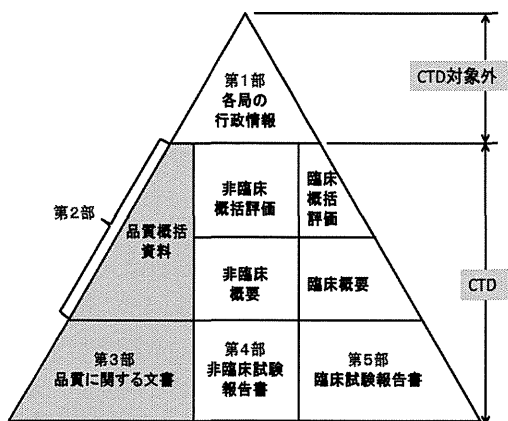 第1部
各局の
行政情報
CTD対象外
第2部
品質概括
資料
非臨床
概括評価
臨床
概括
評価
非臨床
概要
臨床概要
CTD
第3部
品質に関する文書
第4部
非臨床試験
報告書
第5部
臨床試験報告書